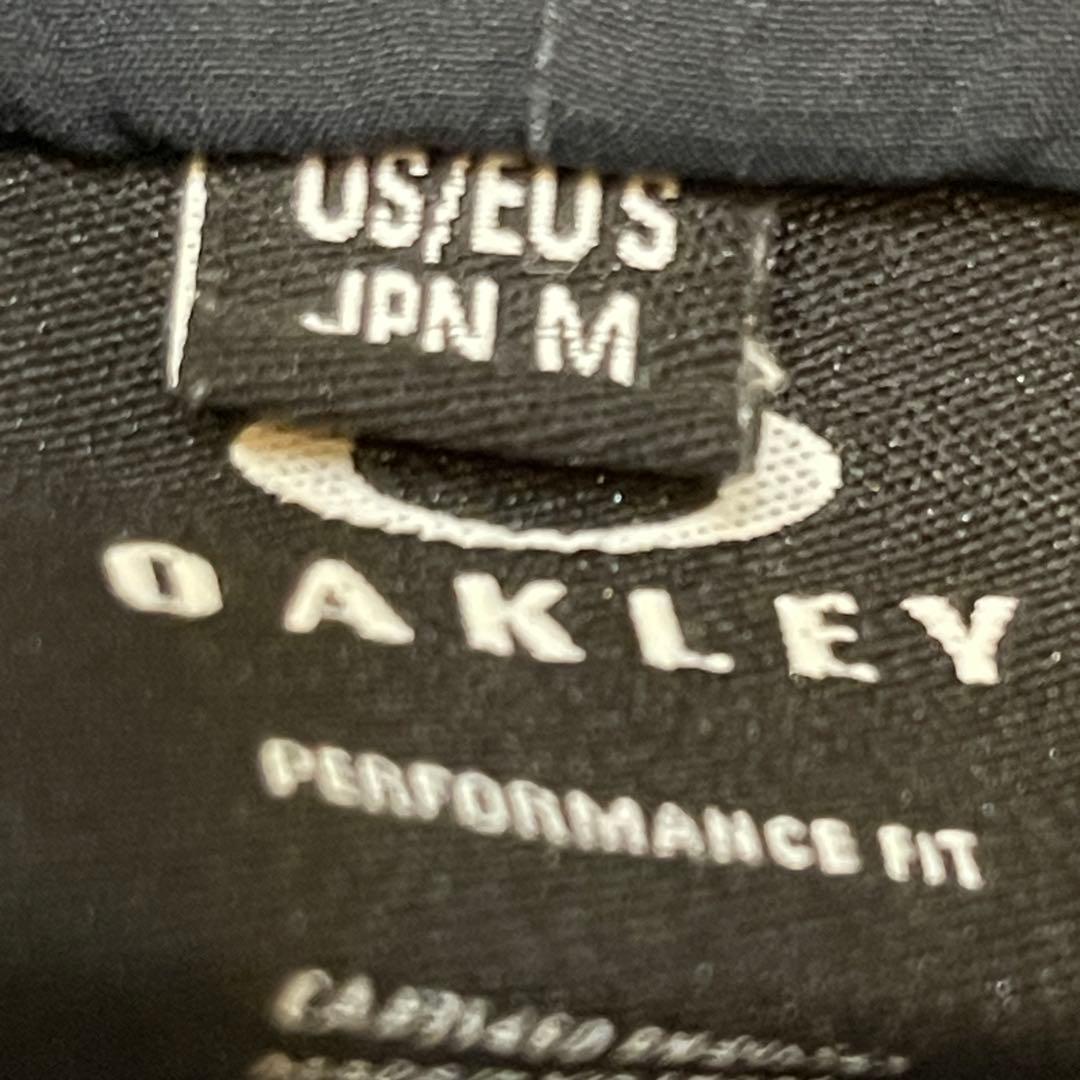 US/EU S
JPN M
OAKLEY
PERFORMANCE FIT